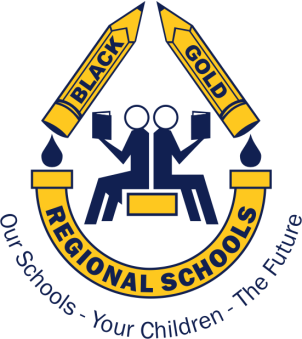 BLACK
GOLD
REGIONAL SCHOOLS
Our Schools - Your Children - The Future